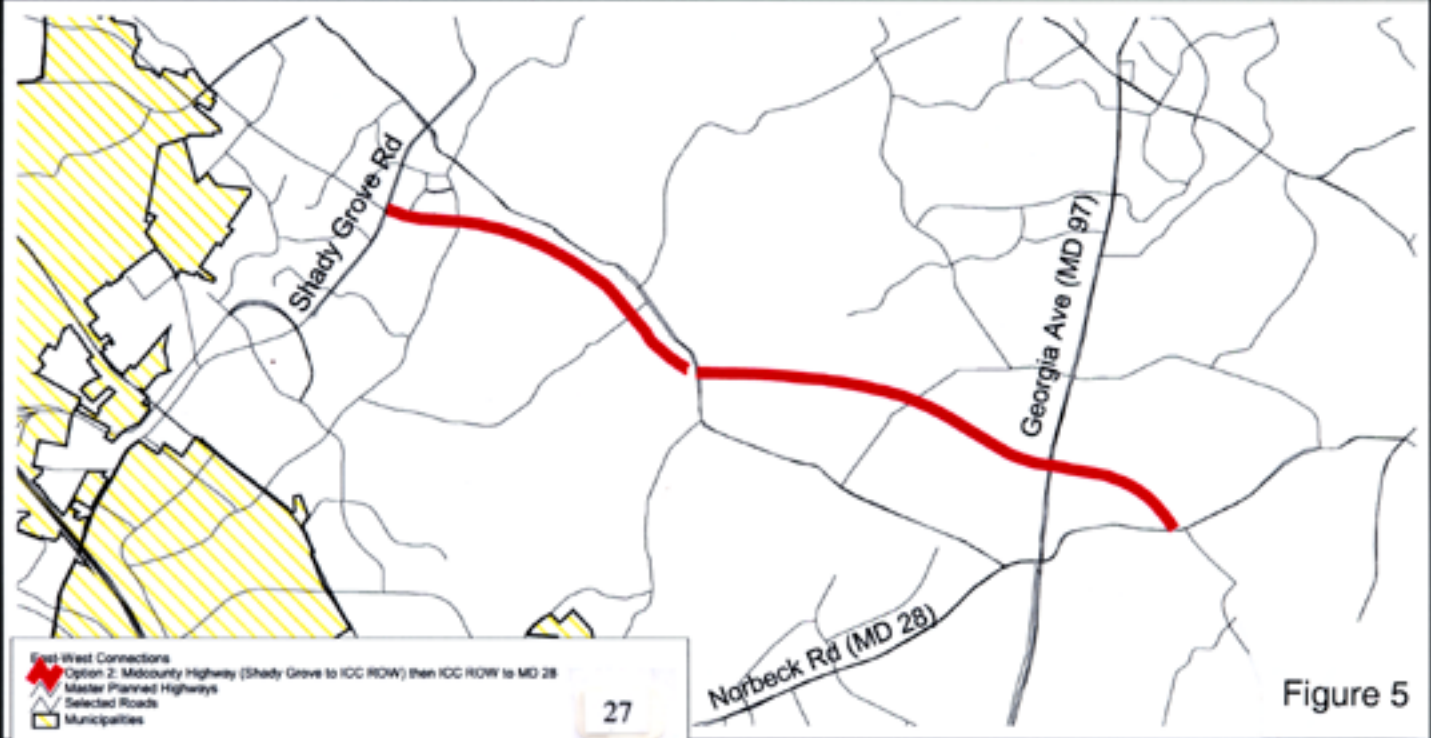 Shady Grove Rd
Georgia Ave (MD 97)
Norbeck Rd (MD 28)
East-West Connections
Option 2: Midcounty Highway (Shady Grove to ICC ROW) then ICC ROW to MD 28
Master Planned Highways
Selected Roads
Municipalities
27
Figure 5